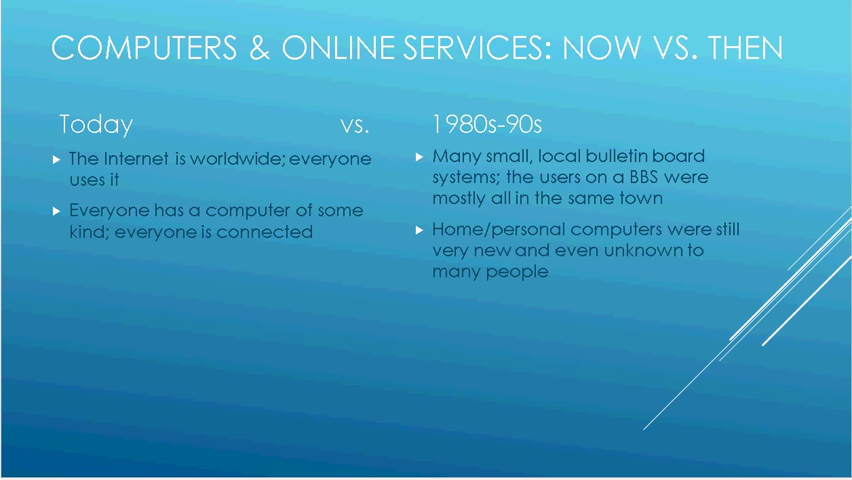 COMPUTERS & ONLINE SERVICES: NOW VS. THEN
Today vs. 1980s-90s
The Internet is worldwide; everyone
uses it
Everyone has a computer of some
kind; everyone is connected
Many small, local bulletin board
systems; the users on a BBS were
mostly all in the same town
Home/personal computers were still
very new and even unknown to
many people